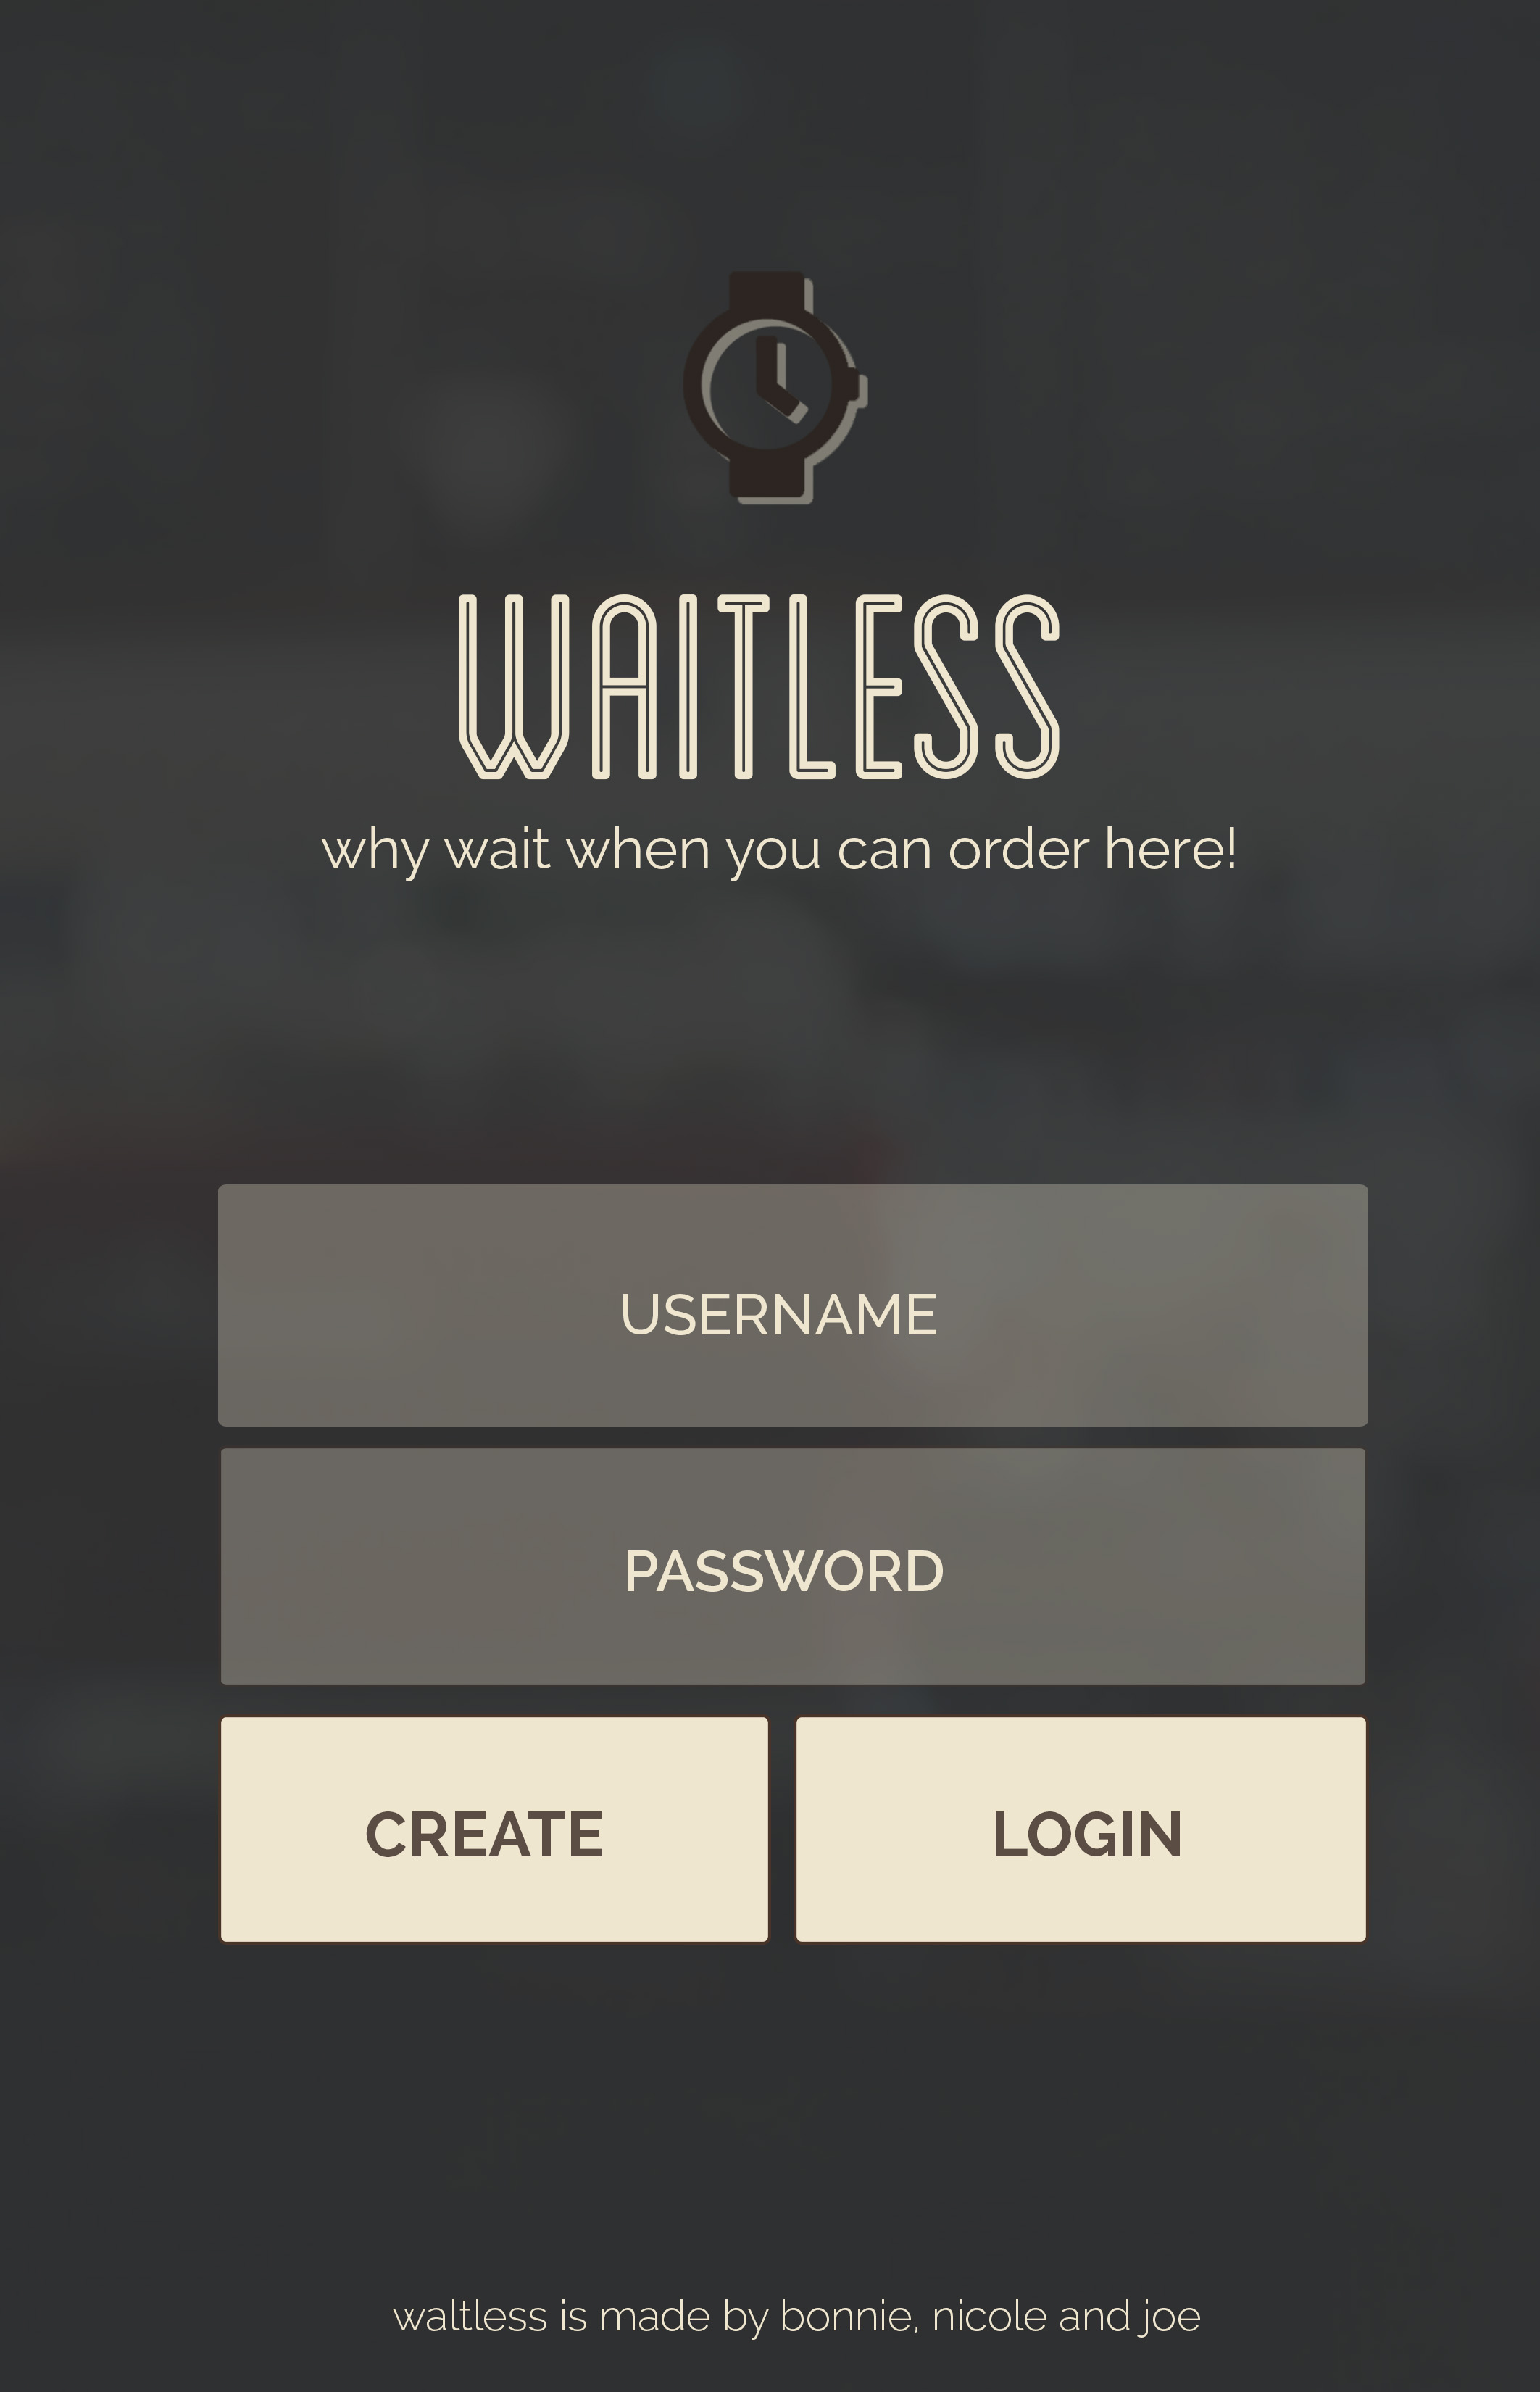 WAITLESS
why wait when you can order here!
USERNAME
PASSWORD
CREATE
LOGIN
waltless is made by bonnie, nicole and joe